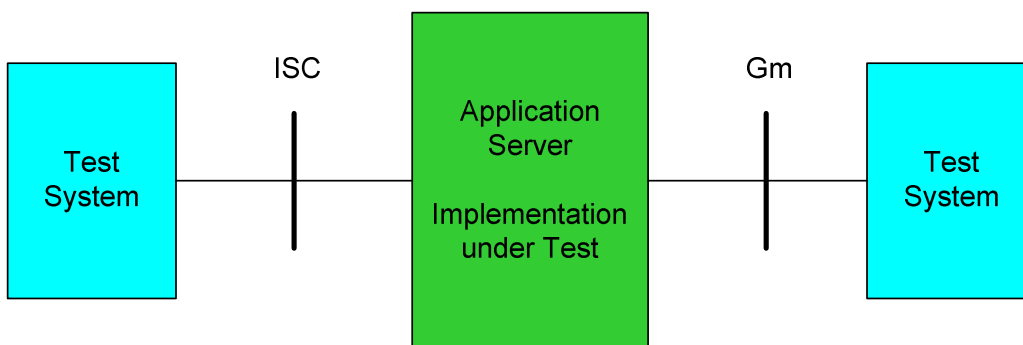 ISC
Gm
Test
System
Application
Server
Implementation
under Test
Test
System